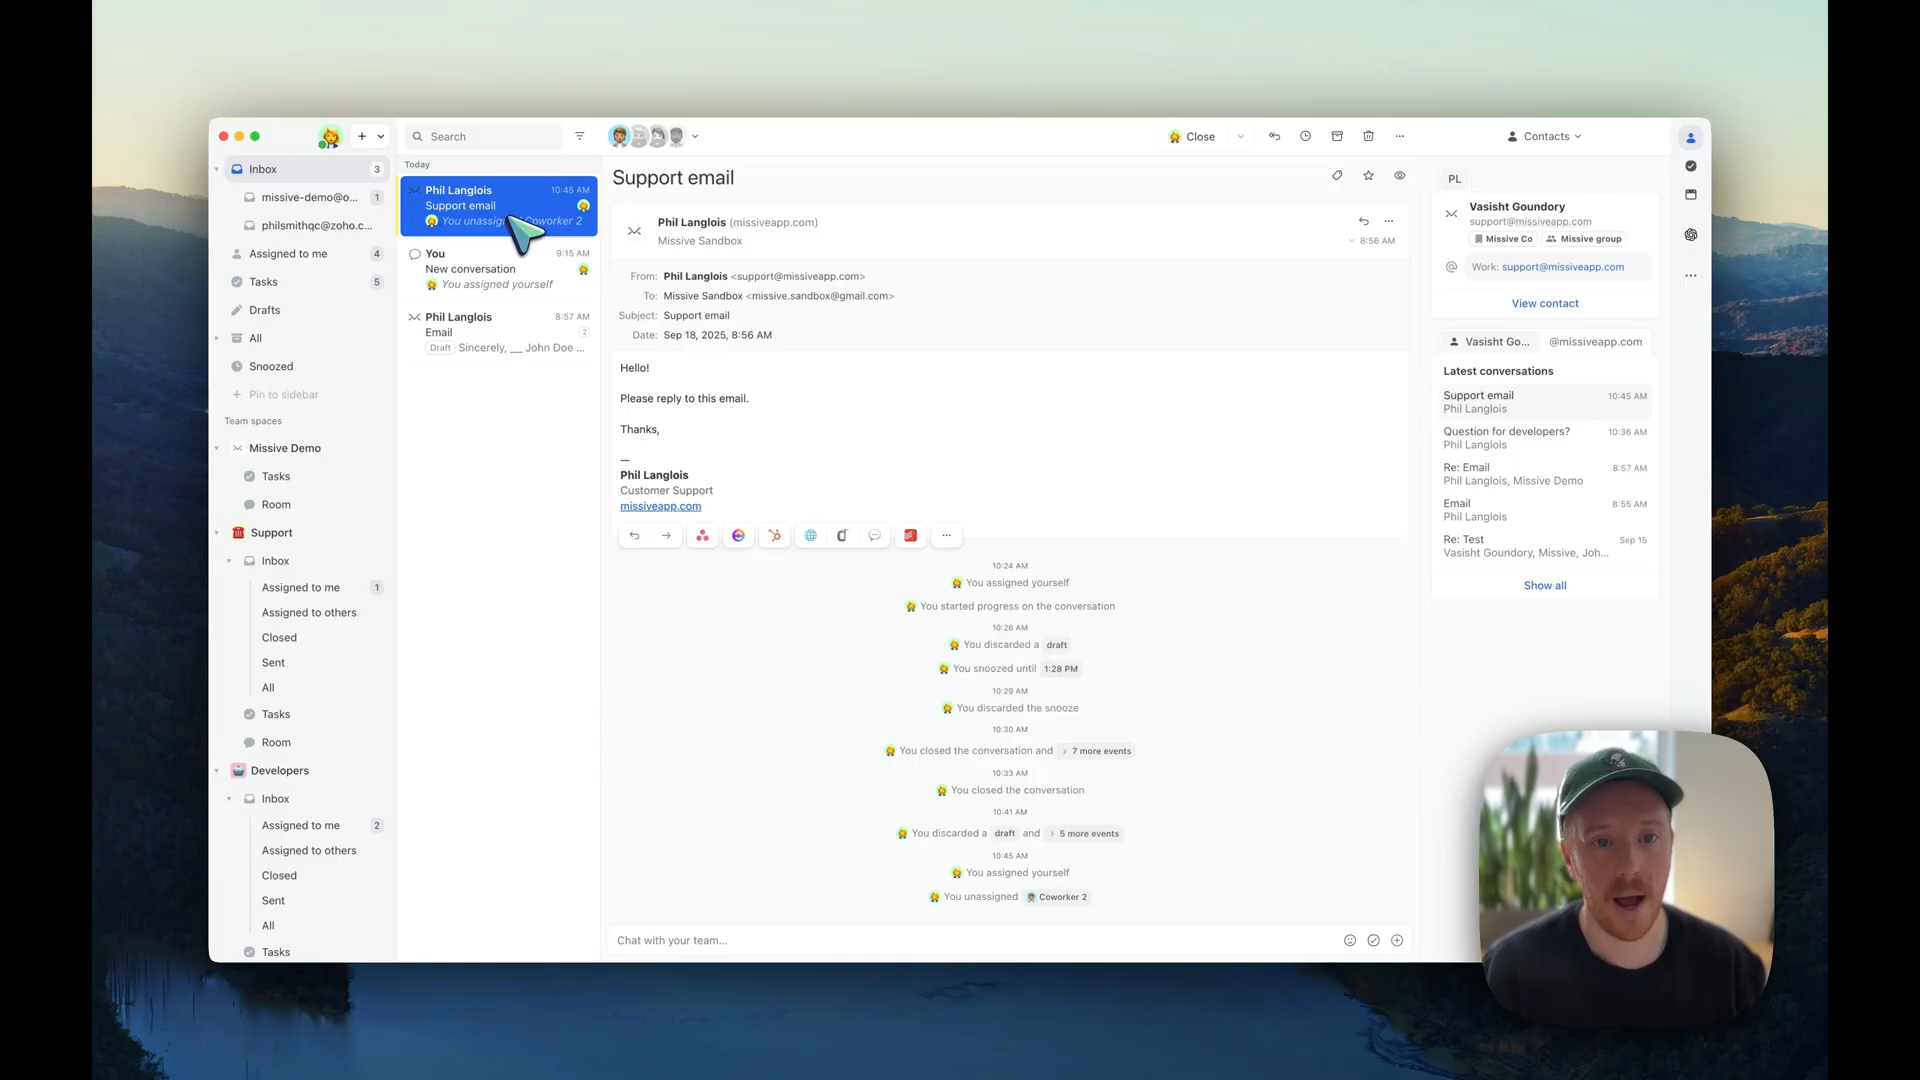 Inbox 3
missive-demo@o... 1
philsmithqc@zoho.c...
Assigned to me 4
Tasks 5
Drafts
All
Snoozed
Pin to sidebar
Team spaces
Missive Demo
Tasks
Room
Support
Inbox
Assigned to me 1
Assigned to others
Closed
Sent
All
Tasks
Room
Developers
Inbox
Assigned to me 2
Assigned to others
Closed
Sent
All
Tasks
Search
Today
Phil Langlois 10:45 AM
Support email
You unassig Coworker 2
You 9:15 AM
New conversation
You assigned yourself
Phil Langlois 8:57 AM
Email 2
Draft Sincerely, __ John Doe ...
Close
Support email
Phil Langlois (missiveapp.com)
Missive Sandbox 8:56 AM
From: Phil Langlois <support@missiveapp.com>
To: Missive Sandbox <missive.sandbox@gmail.com>
Subject: Support email
Date: Sep 18, 2025, 8:56 AM
Hello!
Please reply to this email.
Thanks,
—
Phil Langlois
Customer Support
missiveapp.com
10:24 AM
You assigned yourself
You started progress on the conversation
10:26 AM
You discarded a draft
You snoozed until 1:28 PM
10:29 AM
You discarded the snooze
10:30 AM
You closed the conversation and 7 more events
10:33 AM
You closed the conversation
10:41 AM
You discarded a draft and 5 more events
10:45 AM
You assigned yourself
You unassigned Coworker 2
Chat with your team...
Contacts
PL
Vasisht Goundory
support@missiveapp.com
Missive Co Missive group
Work: support@missiveapp.com
View contact
Vasisht Go... @missiveapp.com
Latest conversations
Support email 10:45 AM
Phil Langlois
Question for developers? 10:36 AM
Phil Langlois
Re: Email 8:57 AM
Phil Langlois, Missive Demo
Email 8:55 AM
Phil Langlois
Re: Test Sep 15
Vasisht Goundory, Missive, Joh...
Show all